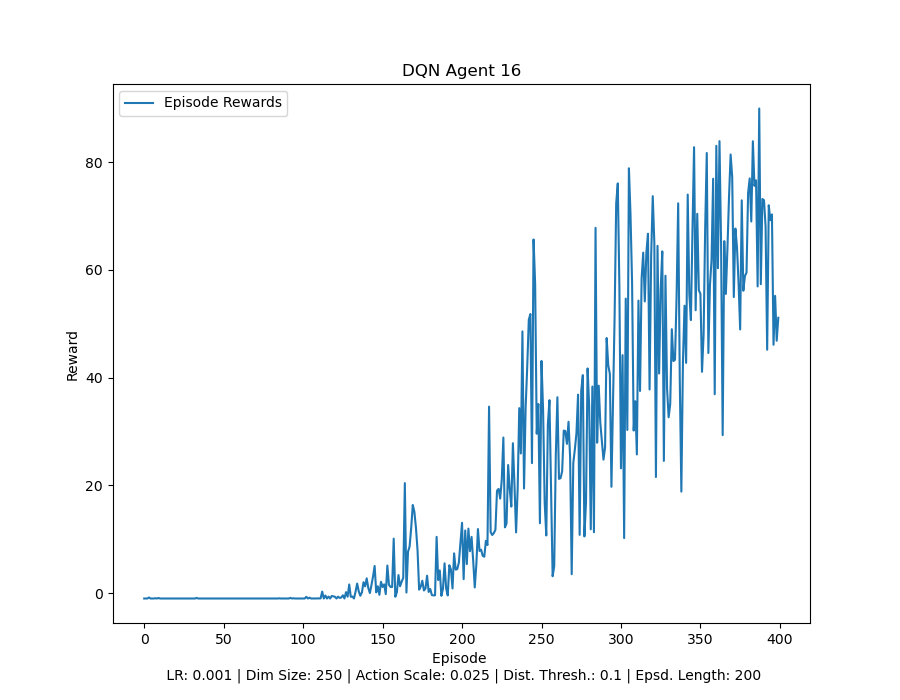 DQN Agent 16
Episode Rewards
80
60
40
20
0
Reward
0 50 100 150 200 250 300 350 400
Episode
LR: 0.001 | Dim Size: 250 | Action Scale: 0.025 | Dist. Thresh.: 0.1 | Epsd. Length: 200